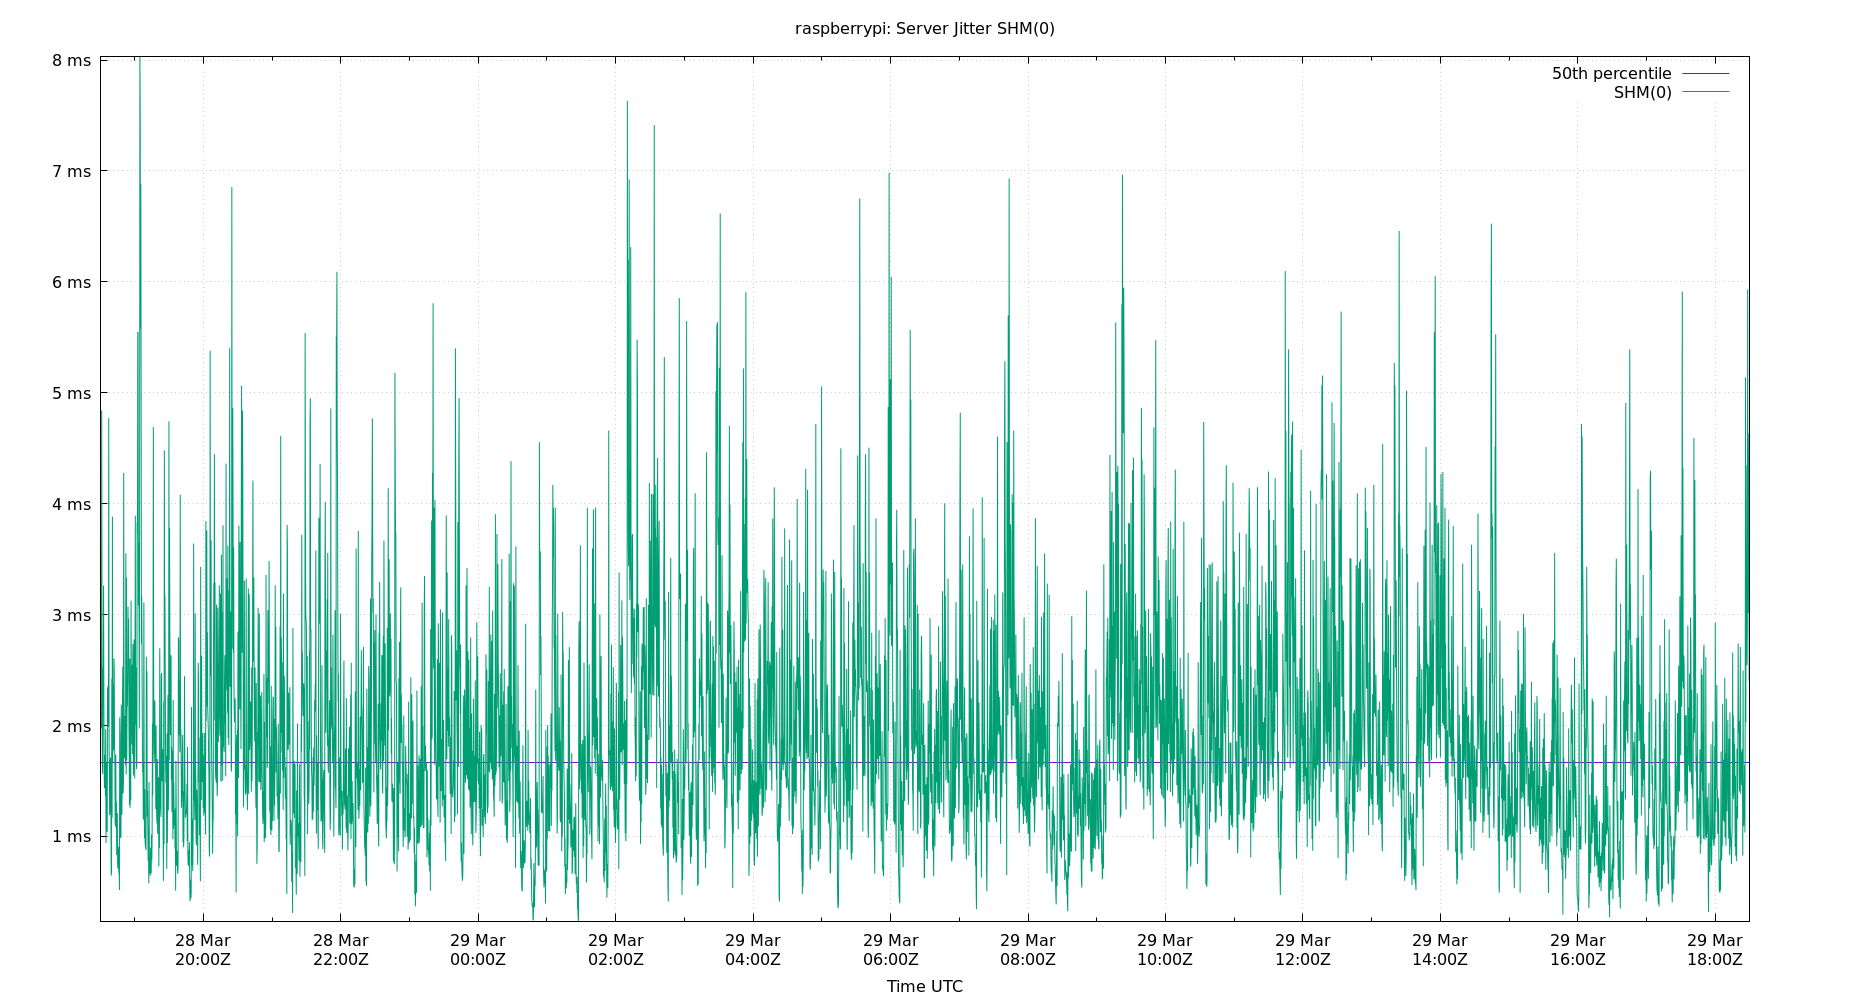 raspberrypi: Server Jitter SHM(0)
8 ms
7 ms
6 ms
5 ms
4 ms
3 ms
2 ms
1 ms
50th percentile
SHM(0)
28 Mar
20:00Z
28 Mar
22:00Z
29 Mar
00:00Z
29 Mar
02:00Z
29 Mar
04:00Z
29 Mar
06:00Z
29 Mar
08:00Z
29 Mar
10:00Z
29 Mar
12:00Z
29 Mar
14:00Z
29 Mar
16:00Z
29 Mar
18:00Z
Time UTC